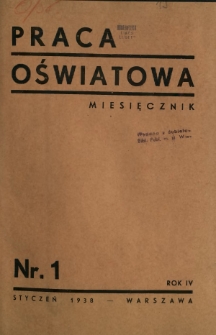 PRACA
OŚWIATOWA
MIESIĘCZNIK
Nr. 1
ROK IV
STYCZEŃ 1938 — WARSZAWA